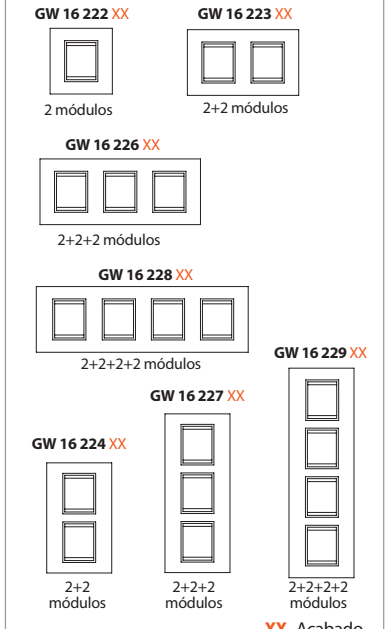 GW 16 222 XX
GW 16 223 XX
2 módulos
2+2 módulos
GW 16 226 XX
2+2+2 módulos
GW 16 228 XX
2+2+2+2 módulos
GW 16 229 XX
GW 16 227 XX
GW 16 224 XX
2+2
módulos
2+2+2
módulos
2+2+2+2
módulos
XX Acabado